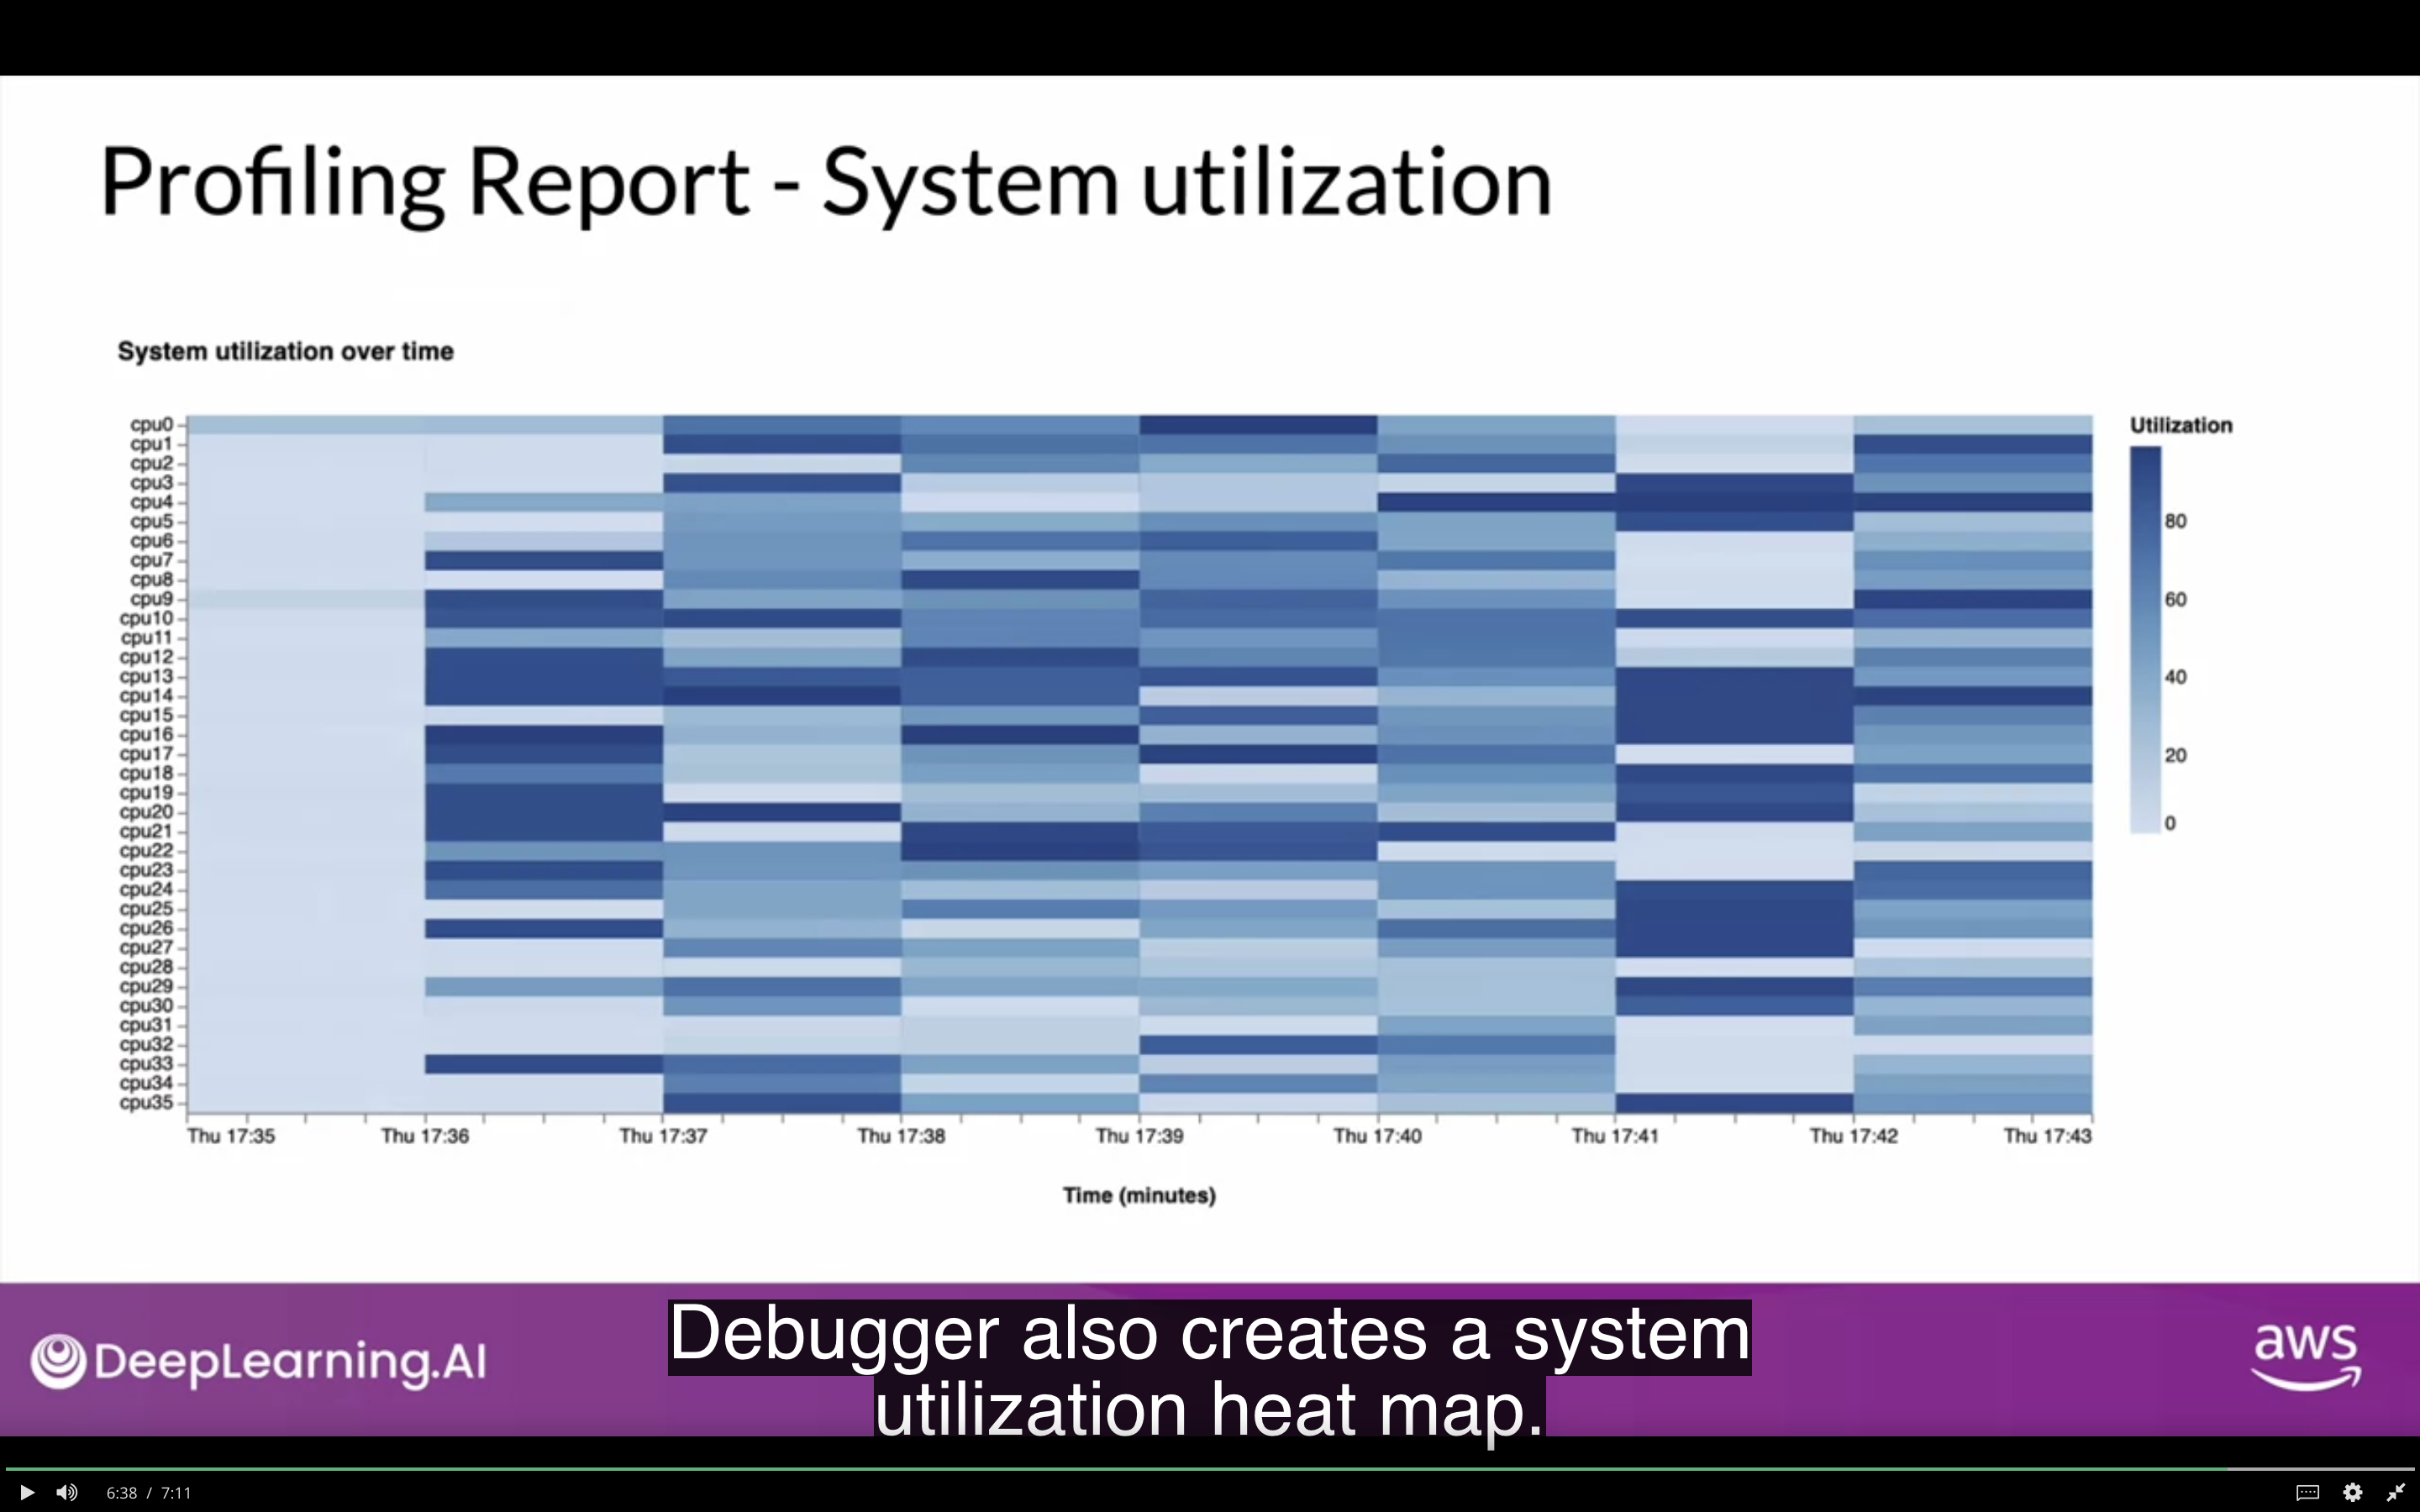 Profiling Report - System utilization
System utilization over time
cpu0
cpu1
cpu2
cpu3
cpu4
cpu5
cpu6
cpu7
cpu8
cpu9
cpu10
cpu11
cpu12
cpu13
cpu14
cpu15
cpu16
cpu17
cpu18
cpu19
cpu20
cpu21
cpu22
cpu23
cpu24
cpu25
cpu26
cpu27
cpu28
cpu29
cpu30
cpu31
cpu32
cpu33
cpu34
cpu35
Utilization
80
60
40
20
0
Thu 17:35 Thu 17:36 Thu 17:37 Thu 17:38 Thu 17:39 Thu 17:40 Thu 17:41 Thu 17:42 Thu 17:43
Time (minutes)
DeepLearning.AI
Debugger also creates a system
utilization heat map.
aws
6:38 / 7:11